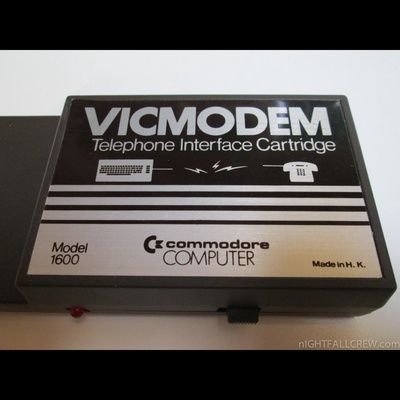 VICMODEM
Telephone Interface Cartridge
Model
1600
commodore
COMPUTER
Made in H. K.
nIGHTFALLCREW.com